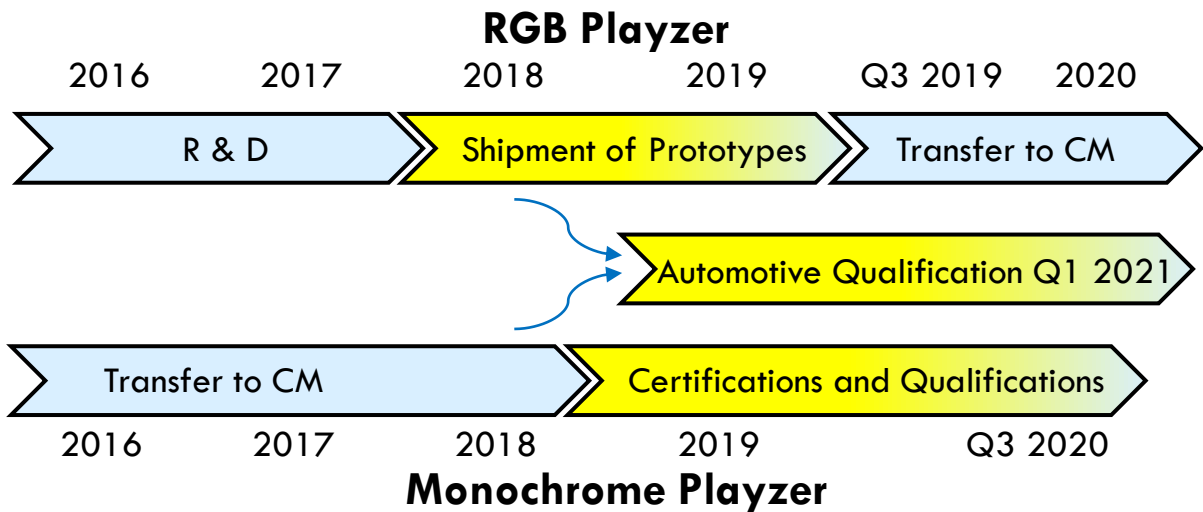 RGB Playzer
2016 2017 2018 2019 Q3 2019 2020
R & D Shipment of Prototypes Transfer to CM
Automotive Qualification Q1 2021
Transfer to CM Certifications and Qualifications
2016 2017 2018 2019 Q3 2020
Monochrome Playzer